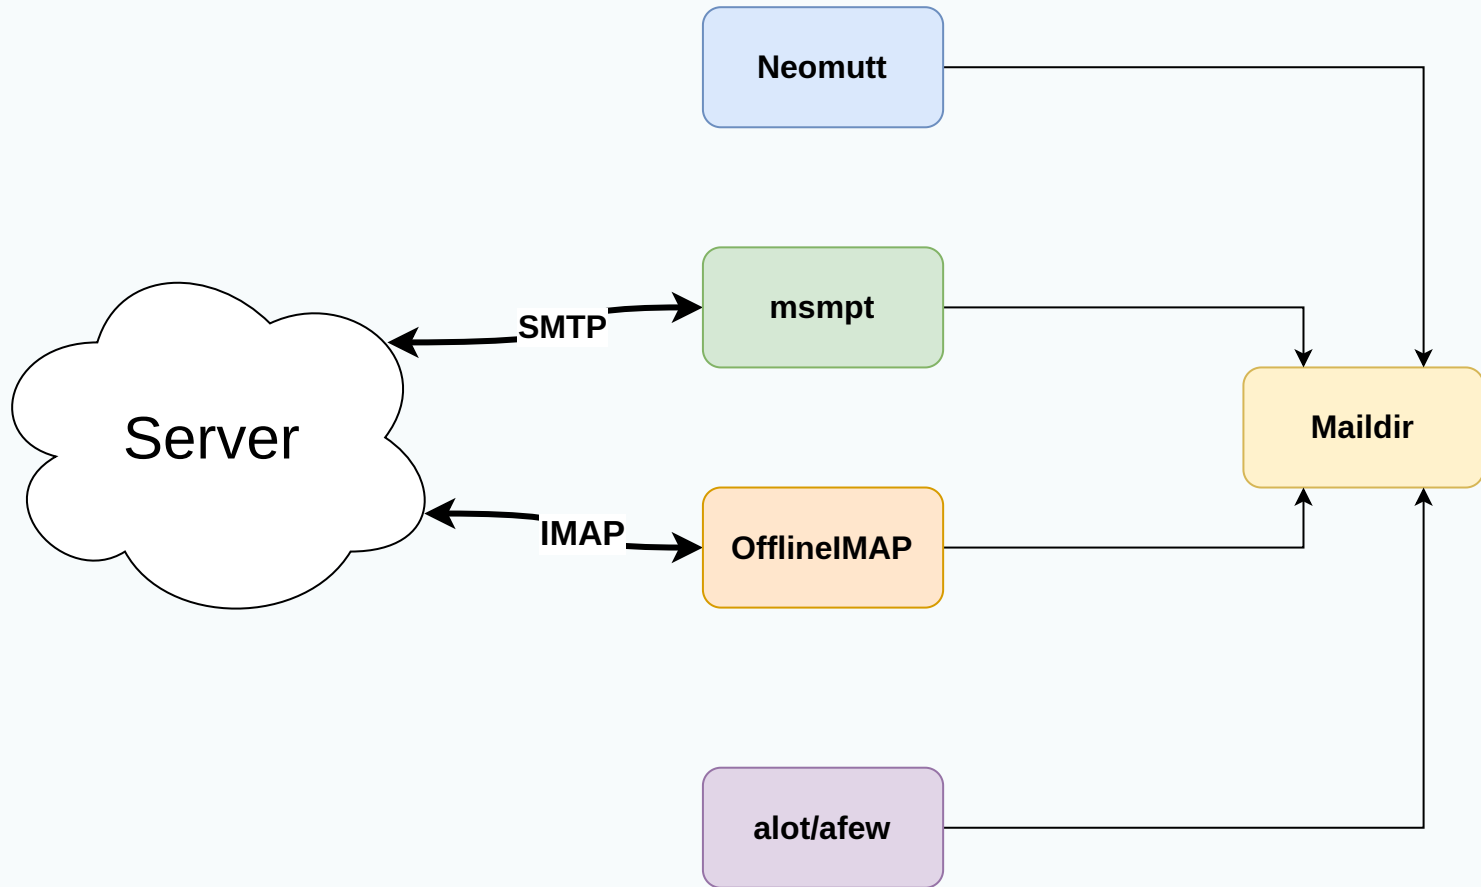 Neomutt
SMTP
msmpt
Server
Maildir
IMAP
OfflineIMAP
alot/afew